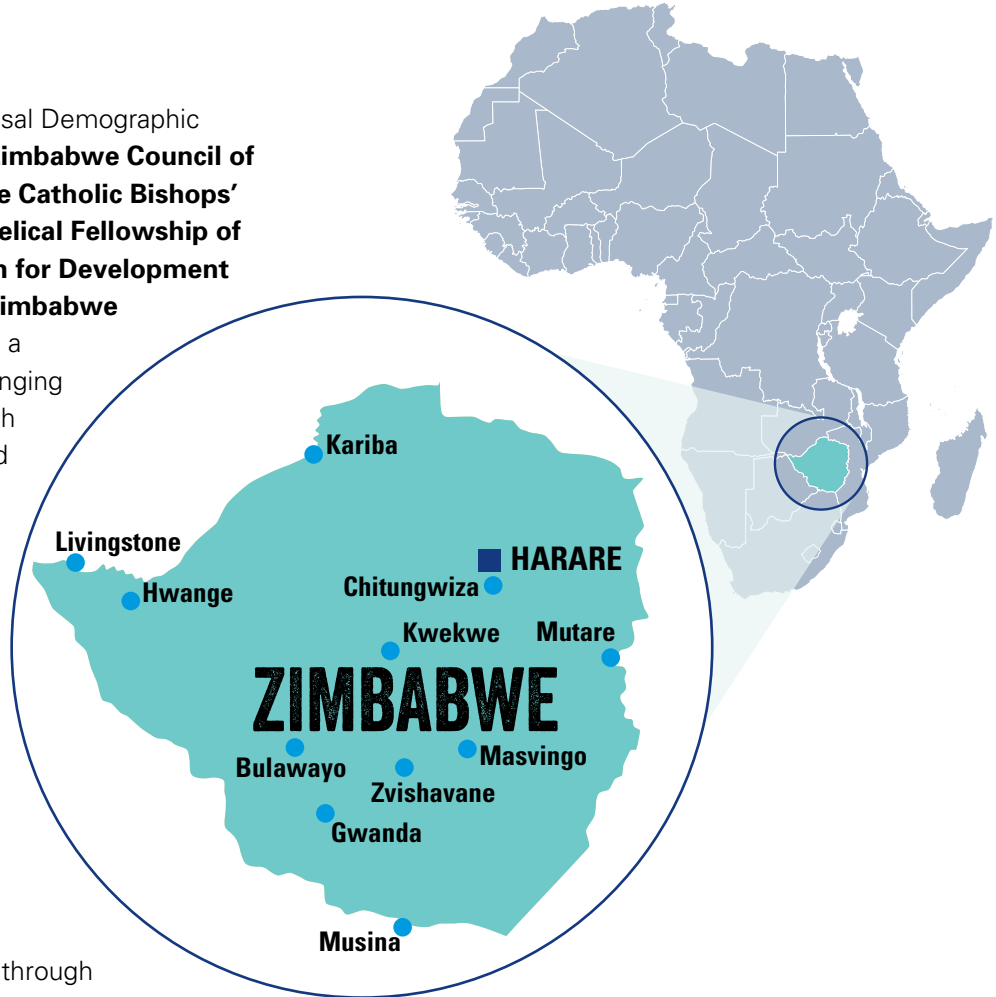 sal Demographic
imbabwe Council of
e Catholic Bishops’
elical Fellowship of
n for Development
imbabwe
a
nging
h
d
Kariba
Livingstone
HARARE
Hwange
Chitungwiza
Kwekwe
Mutare
ZIMBABWE
Masvingo
Bulawayo
Zvishavane
Gwanda
Musina
through